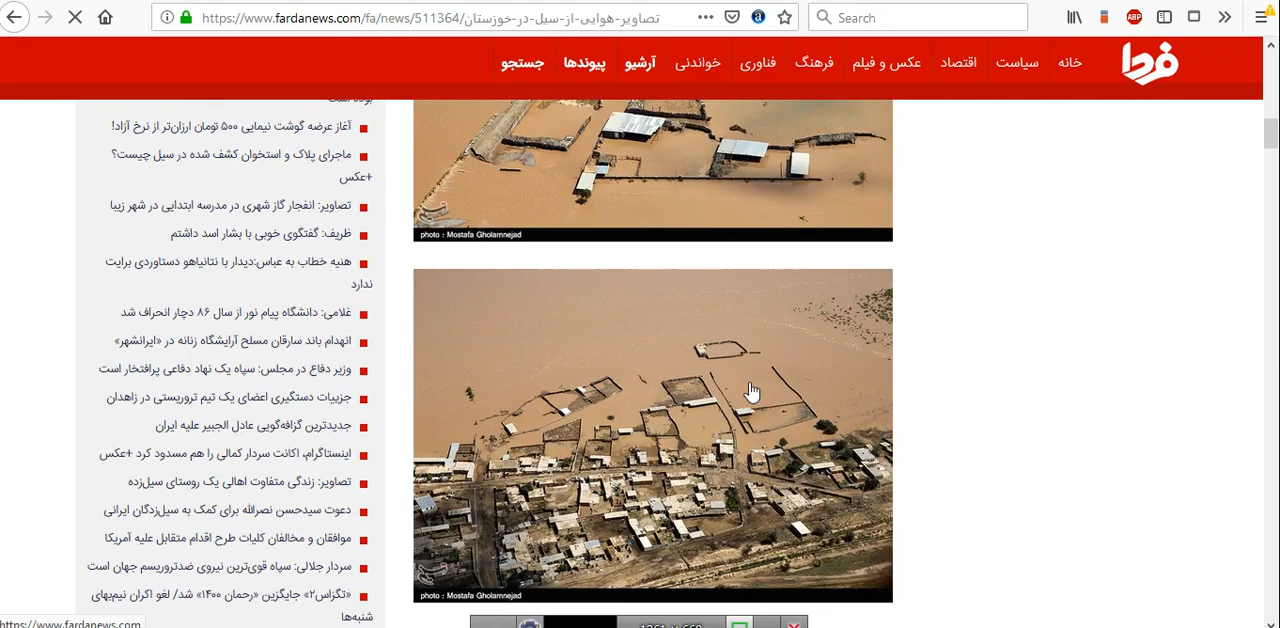 https://www.fardanews.com/fa/news/511364/تصاویر-هوایی-از-سیل-در-خوزستان
Search
ABP
فردا
خانه
سیاست
اقتصاد
عکس و فیلم
فرهنگ
فناوری
خواندنی
آرشیو
پیوندها
جستجو
بوده است
آغاز عرضه گوشت نیمایی ۵۰۰ تومان ارزان‌تر از نرخ آزاد!
ماجرای پلاک و استخوان کشف شده در سیل چیست؟
+عکس
تصاویر: انفجار گاز شهری در مدرسه ابتدایی در شهر زیبا
ظریف: گفتگوی خوبی با بشار اسد داشتم
هنیه خطاب به عباس:دیدار با نتانیاهو دستاوردی برایت
ندارد
غلامی: دانشگاه پیام نور از سال ۸۶ دچار انحراف شد
انهدام باند سارقان مسلح آرایشگاه زنانه در «ایرانشهر»
وزیر دفاع در مجلس: سپاه یک نهاد دفاعی پرافتخار است
جزییات دستگیری اعضای یک تیم تروریستی در زاهدان
جدیدترین گزافه‌گویی عادل الجبیر علیه ایران
اینستاگرام، اکانت سردار کمالی را هم مسدود کرد +عکس
تصاویر: زندگی متفاوت اهالی یک روستای سیل‌زده
دعوت سیدحسن نصرالله برای کمک به سیل‌زدگان ایرانی
موافقان و مخالفان کلیات طرح اقدام متقابل علیه آمریکا
سردار جلالی: سپاه قوی‌ترین نیروی ضدتروریسم جهان است
«تگزاس۲» جایگزین «رحمان ۱۴۰۰» شد/ لغو اکران نیم‌بهای
شنبه‌ها
photo : Mostafa Gholamnejad
photo : Mostafa Gholamnejad
https://www.fardanews.com